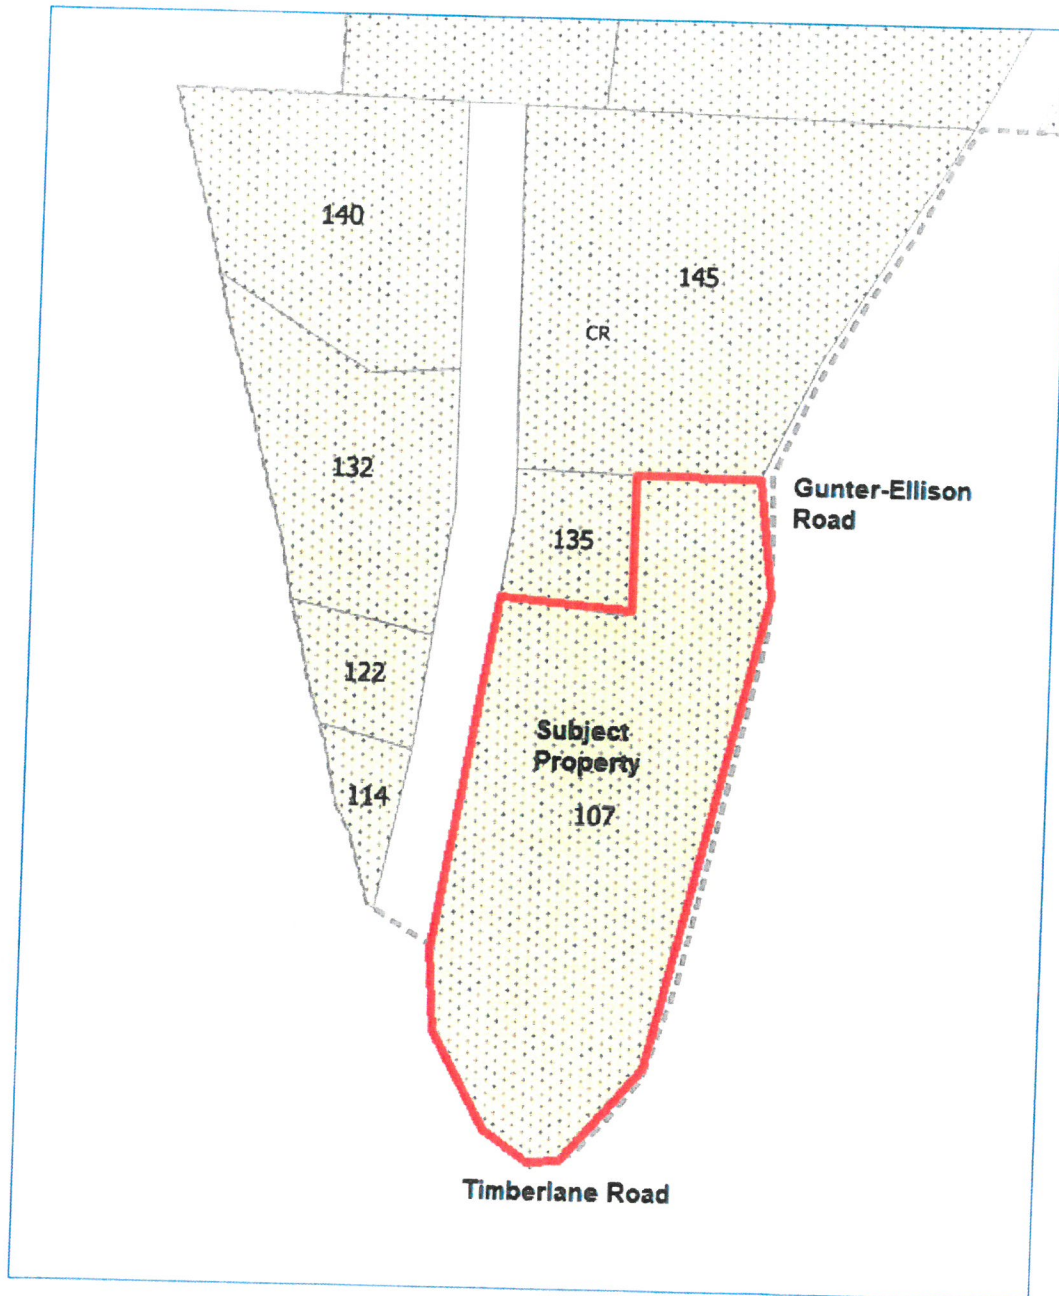 140
145
CR
132
Gunter-Ellison
Road
135
122
Subject
Property
114
107
Timberlane Road